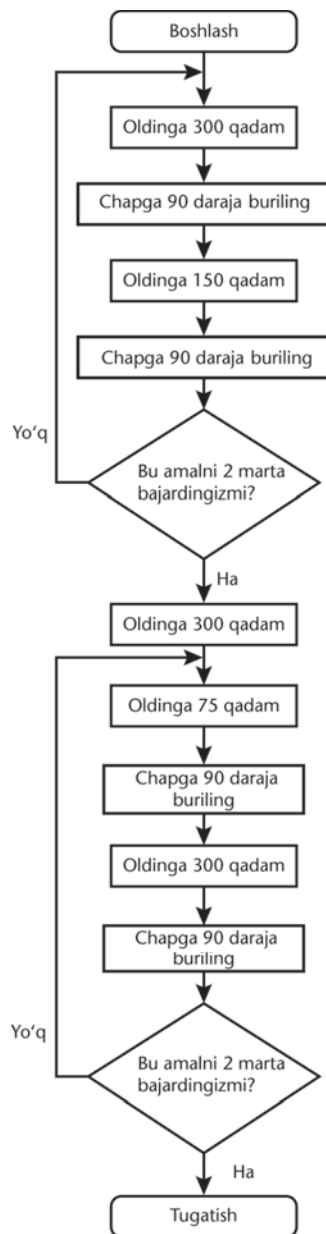 Boshlash
Oldinga 300 qadam
Chapga 90 daraja buriling
Oldinga 150 qadam
Chapga 90 daraja buriling
Yo‘q
Bu amalni 2 marta
bajardingizmi?
Ha
Oldinga 300 qadam
Oldinga 75 qadam
Chapga 90 daraja
buriling
Oldinga 300 qadam
Chapga 90 daraja
buriling
Yo‘q
Bu amalni 2 marta
bajardingizmi?
Ha
Tugatish